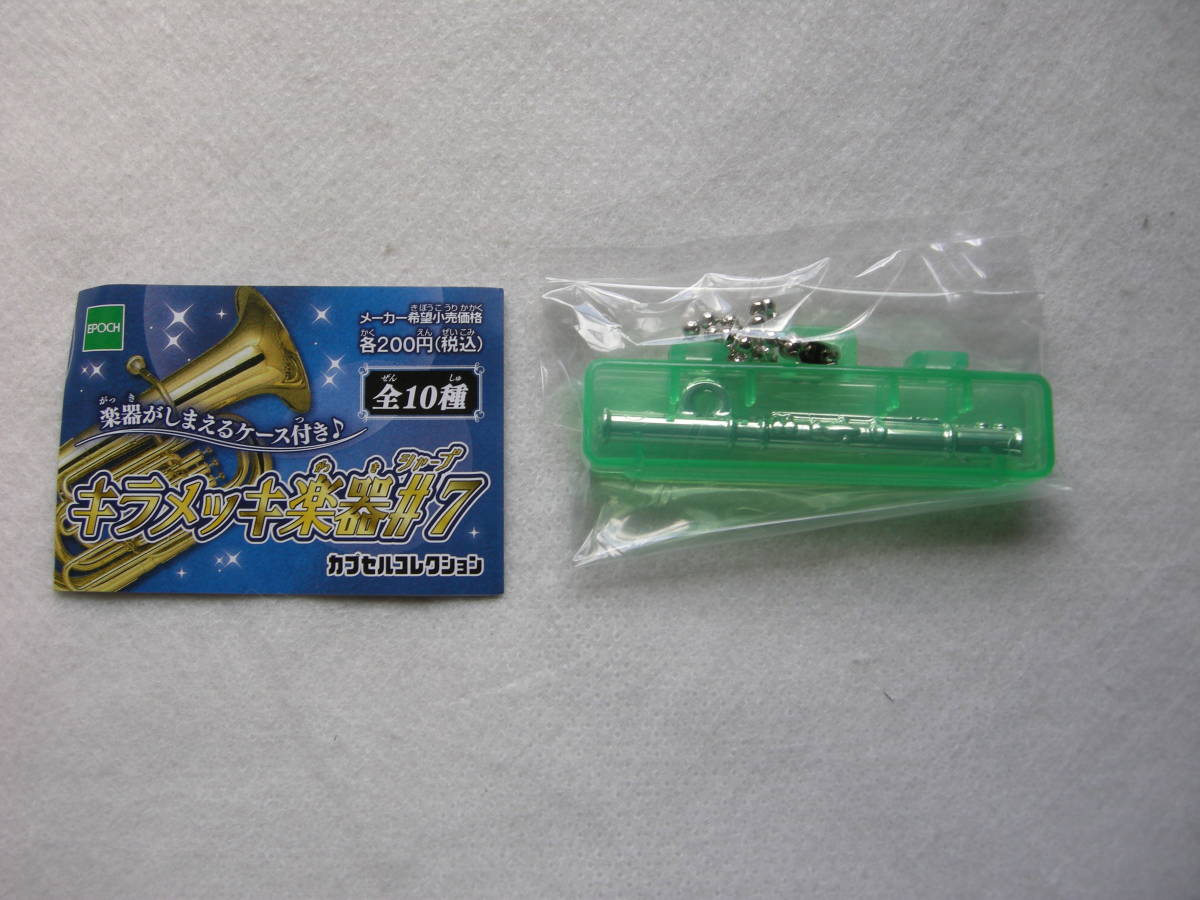 EPOCH
きぼうこうりかかく
メーカー希望小売価格
かく えん ぜいこみ
各200円(税込)
ぜん しゅ
全10種
がっき つ
楽器がしまえるケース付き♪
がっき シャープ
キラメッキ楽器#7
カプセルコレクション